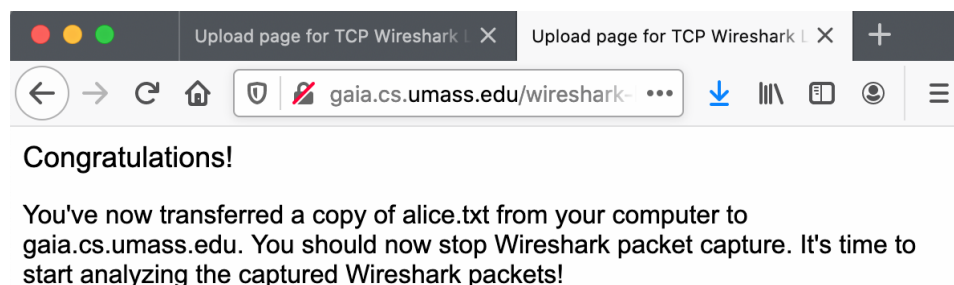 Upload page for TCP Wireshark L
Upload page for TCP Wireshark L
gaia.cs.umass.edu/wireshark-
Congratulations!
You've now transferred a copy of alice.txt from your computer to
gaia.cs.umass.edu. You should now stop Wireshark packet capture. It's time to
start analyzing the captured Wireshark packets!